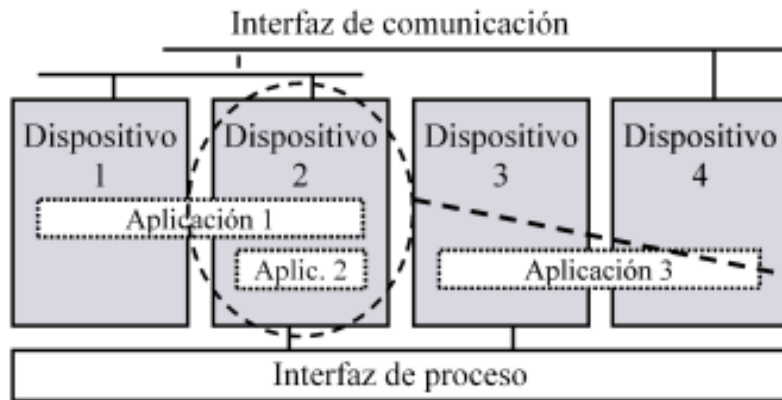 Interfaz de comunicación
Dispositivo
1
Dispositivo
2
Dispositivo
3
Dispositivo
4
Aplicación 1
Aplic. 2
Aplicación 3
Interfaz de proceso